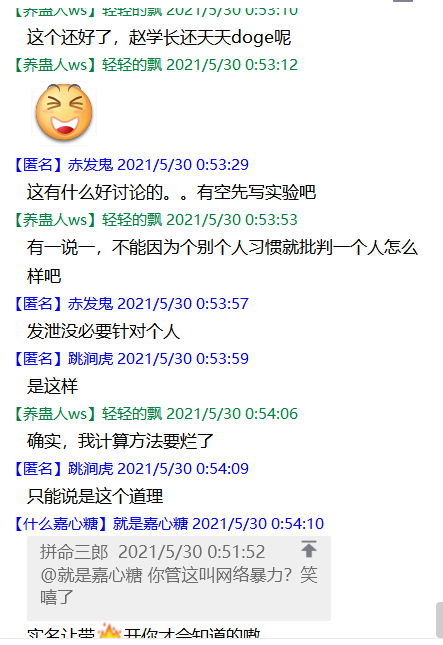 【养蛊人ws】轻轻的飘 2021/5/30 0:53:10
这个还好了，赵学长还天天doge呢
【养蛊人ws】轻轻的飘 2021/5/30 0:53:12
【匿名】赤发鬼 2021/5/30 0:53:29
这有什么好讨论的。。有空先写实验吧
【养蛊人ws】轻轻的飘 2021/5/30 0:53:53
有一说一，不能因为个别个人习惯就批判一个人怎么
样吧
【匿名】赤发鬼 2021/5/30 0:53:57
发泄没必要针对个人
【匿名】跳涧虎 2021/5/30 0:53:59
是这样
【养蛊人ws】轻轻的飘 2021/5/30 0:54:06
确实，我计算方法要烂了
【匿名】跳涧虎 2021/5/30 0:54:09
只能说是这个道理
【什么嘉心糖】就是嘉心糖 2021/5/30 0:54:10
拼命三郎 2021/5/30 0:51:52
@就是嘉心糖 你管这叫网络暴力？笑
嘻了
实名让带🔥开你才会知道的嗷